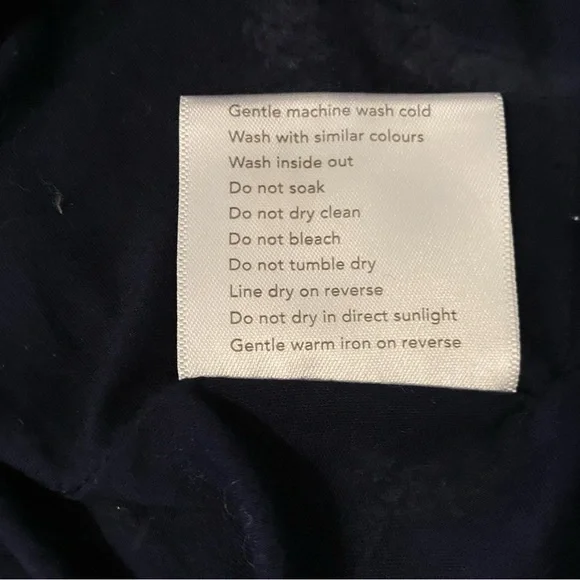 Gentle machine wash cold
Wash with similar colours
Wash inside out
Do not soak
Do not dry clean
Do not bleach
Do not tumble dry
Line dry on reverse
Do not dry in direct sunlight
Gentle warm iron on reverse